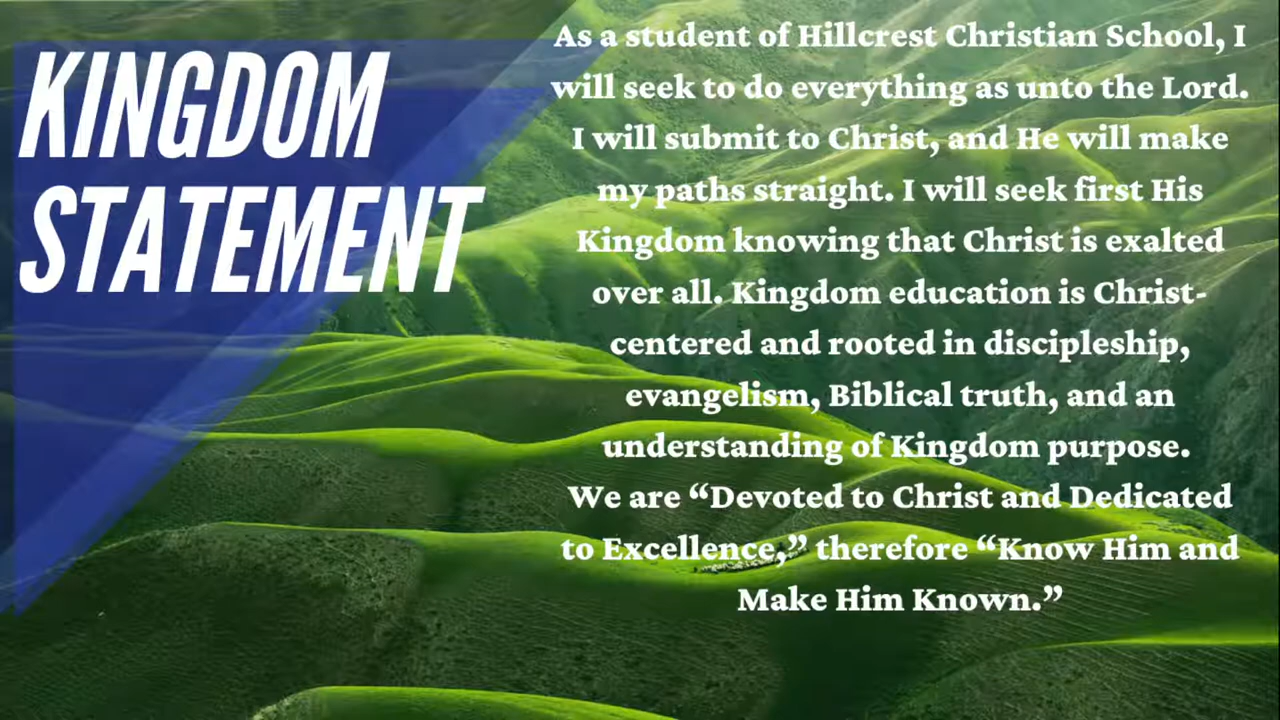 KINGDOM
STATEMENT
As a student of Hillcrest Christian School, I
will seek to do everything as unto the Lord.
I will submit to Christ, and He will make
my paths straight. I will seek first His
Kingdom knowing that Christ is exalted
over all. Kingdom education is Christ-
centered and rooted in discipleship,
evangelism, Biblical truth, and an
understanding of Kingdom purpose.
We are “Devoted to Christ and Dedicated
to Excellence,” therefore “Know Him and
Make Him Known.”